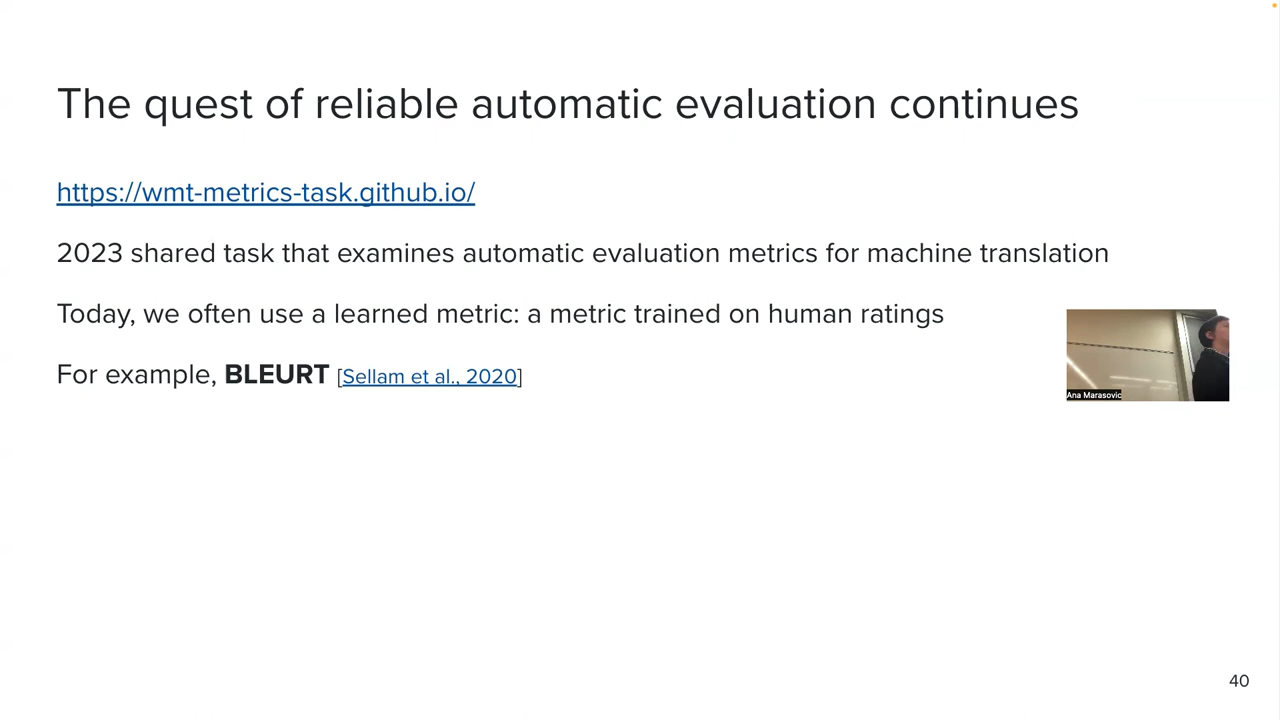 The quest of reliable automatic evaluation continues
https://wmt-metrics-task.github.io/
2023 shared task that examines automatic evaluation metrics for machine translation
Today, we often use a learned metric: a metric trained on human ratings
For example, BLEURT [Sellam et al., 2020]
Ana Marasovic
40